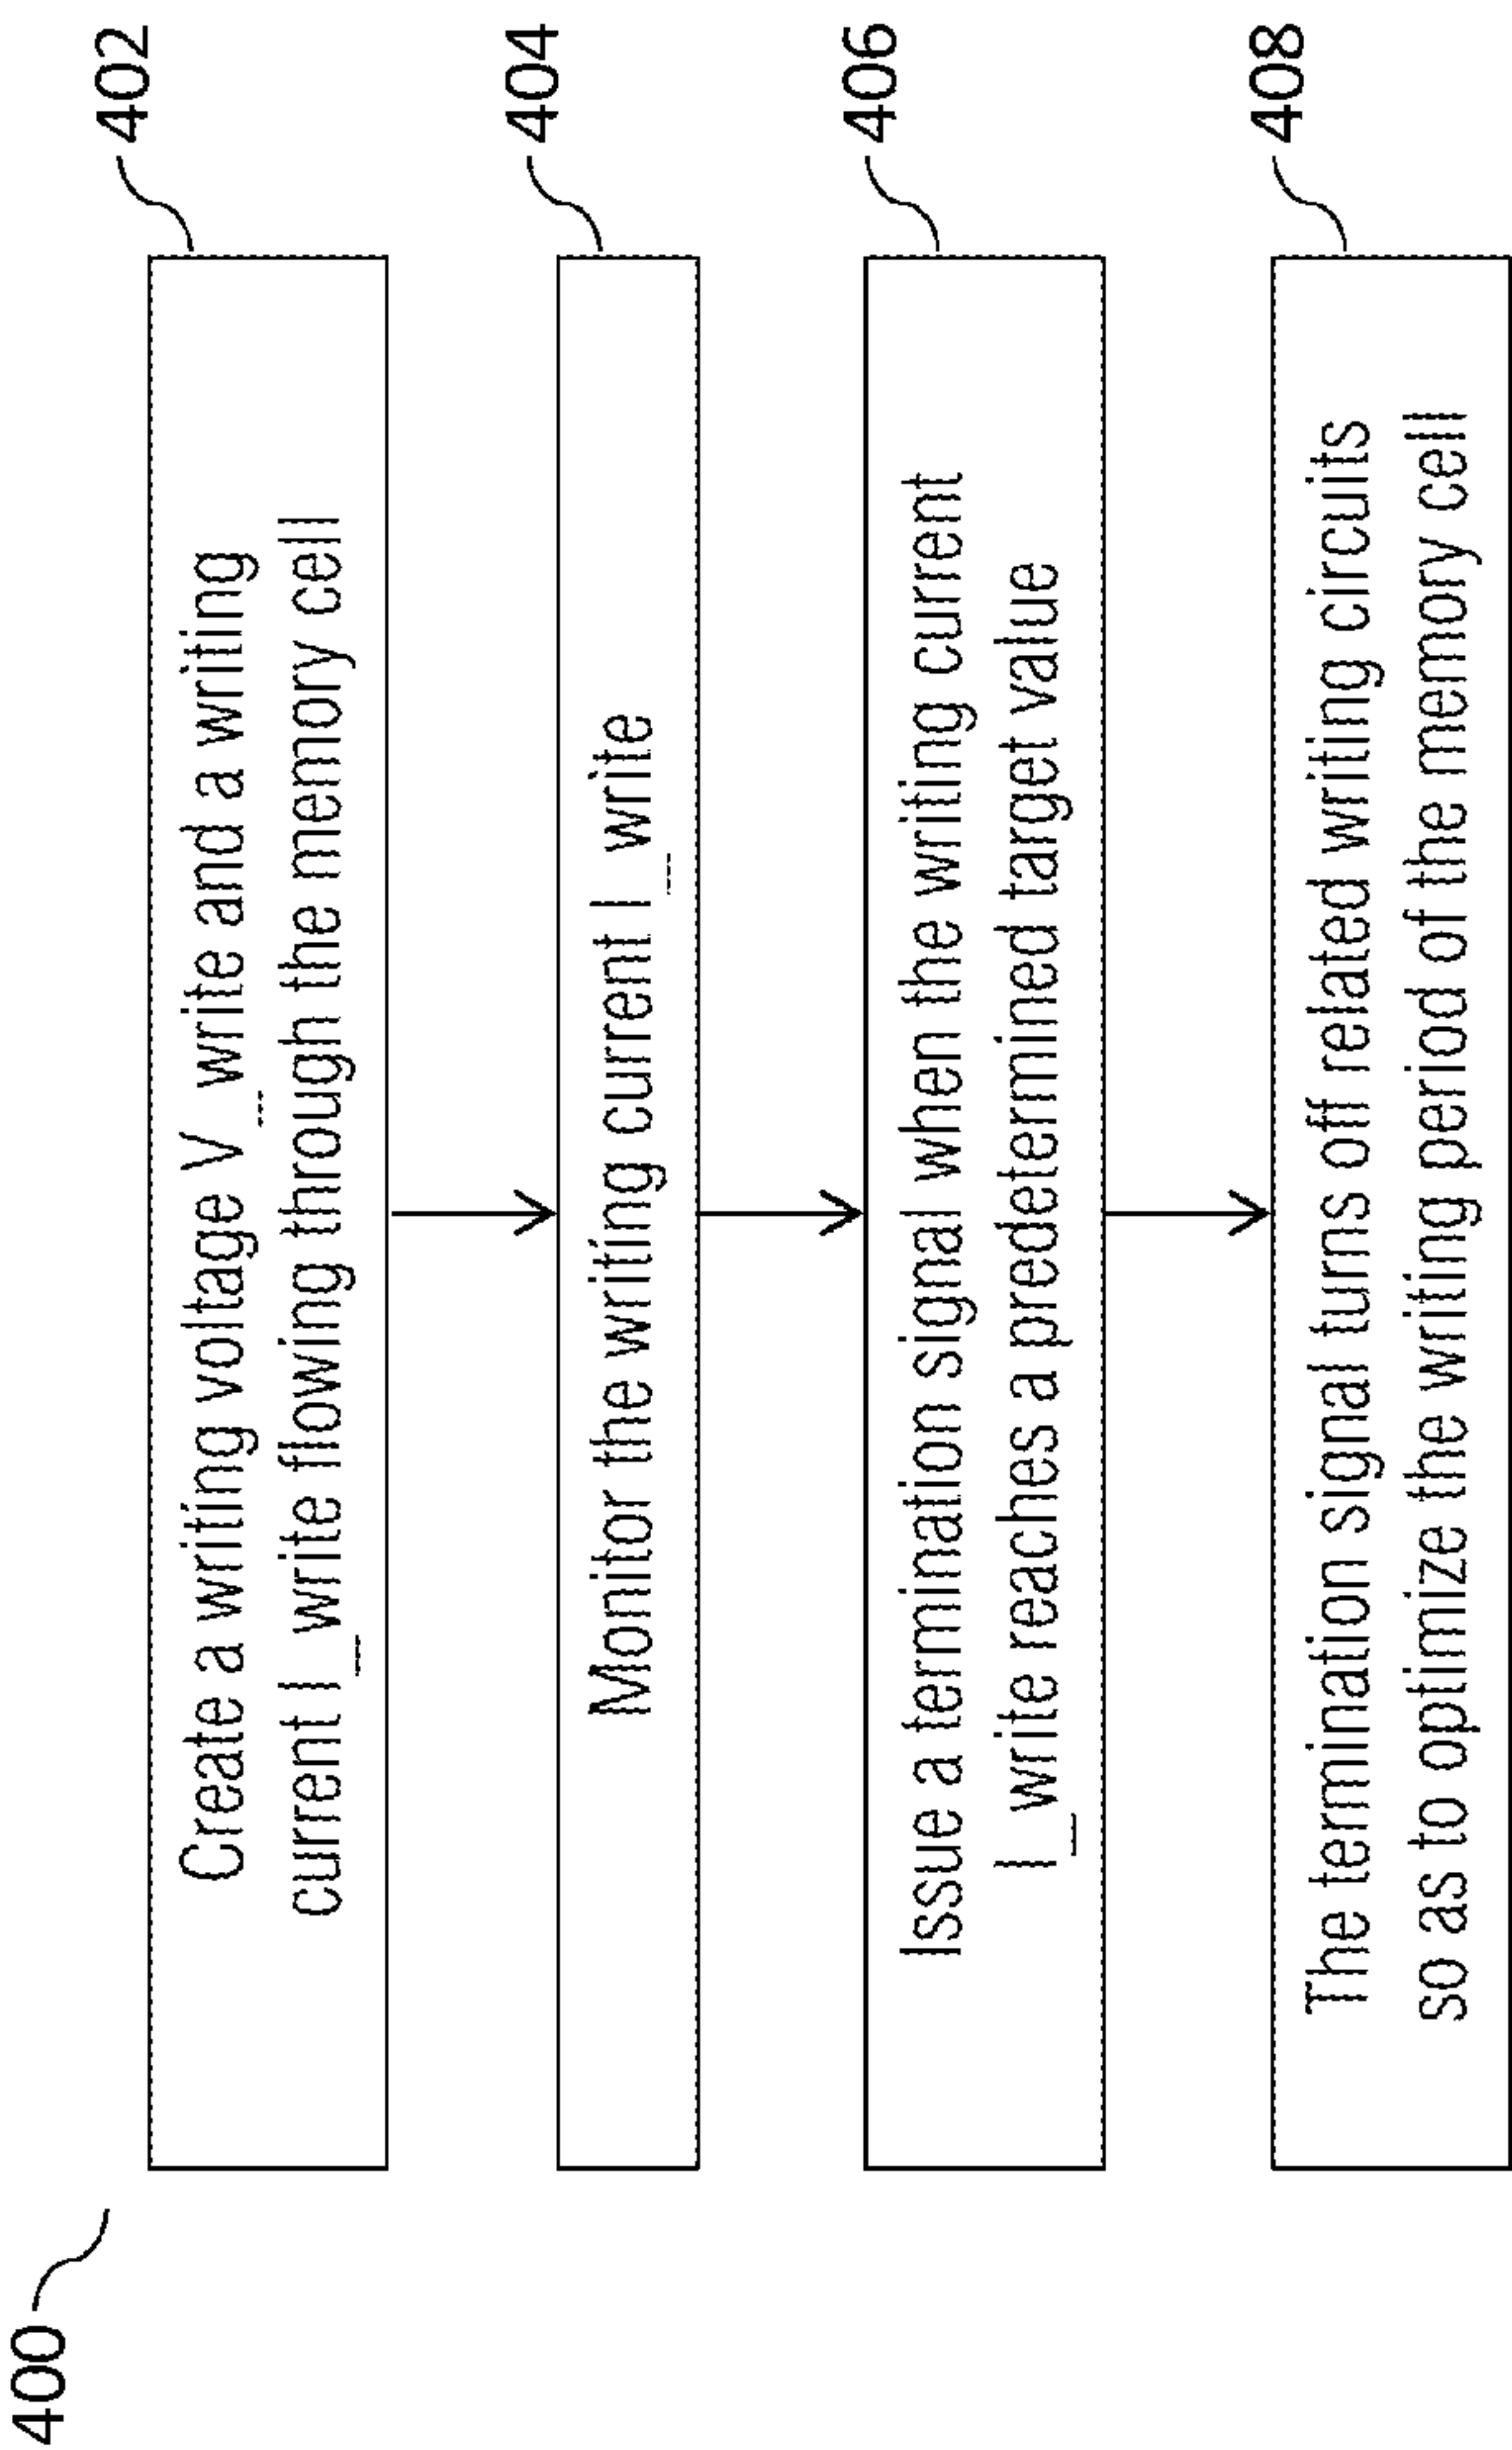 400
402
Create a writing voltage V_write and a writing
current I_write flowing through the memory cell
404
Monitor the writing current I_write
406
Issue a termination signal when the writing current
I_write reaches a predetermined target value
408
The termination signal turns off related writing circuits
so as to optimize the writing period of the memory cell